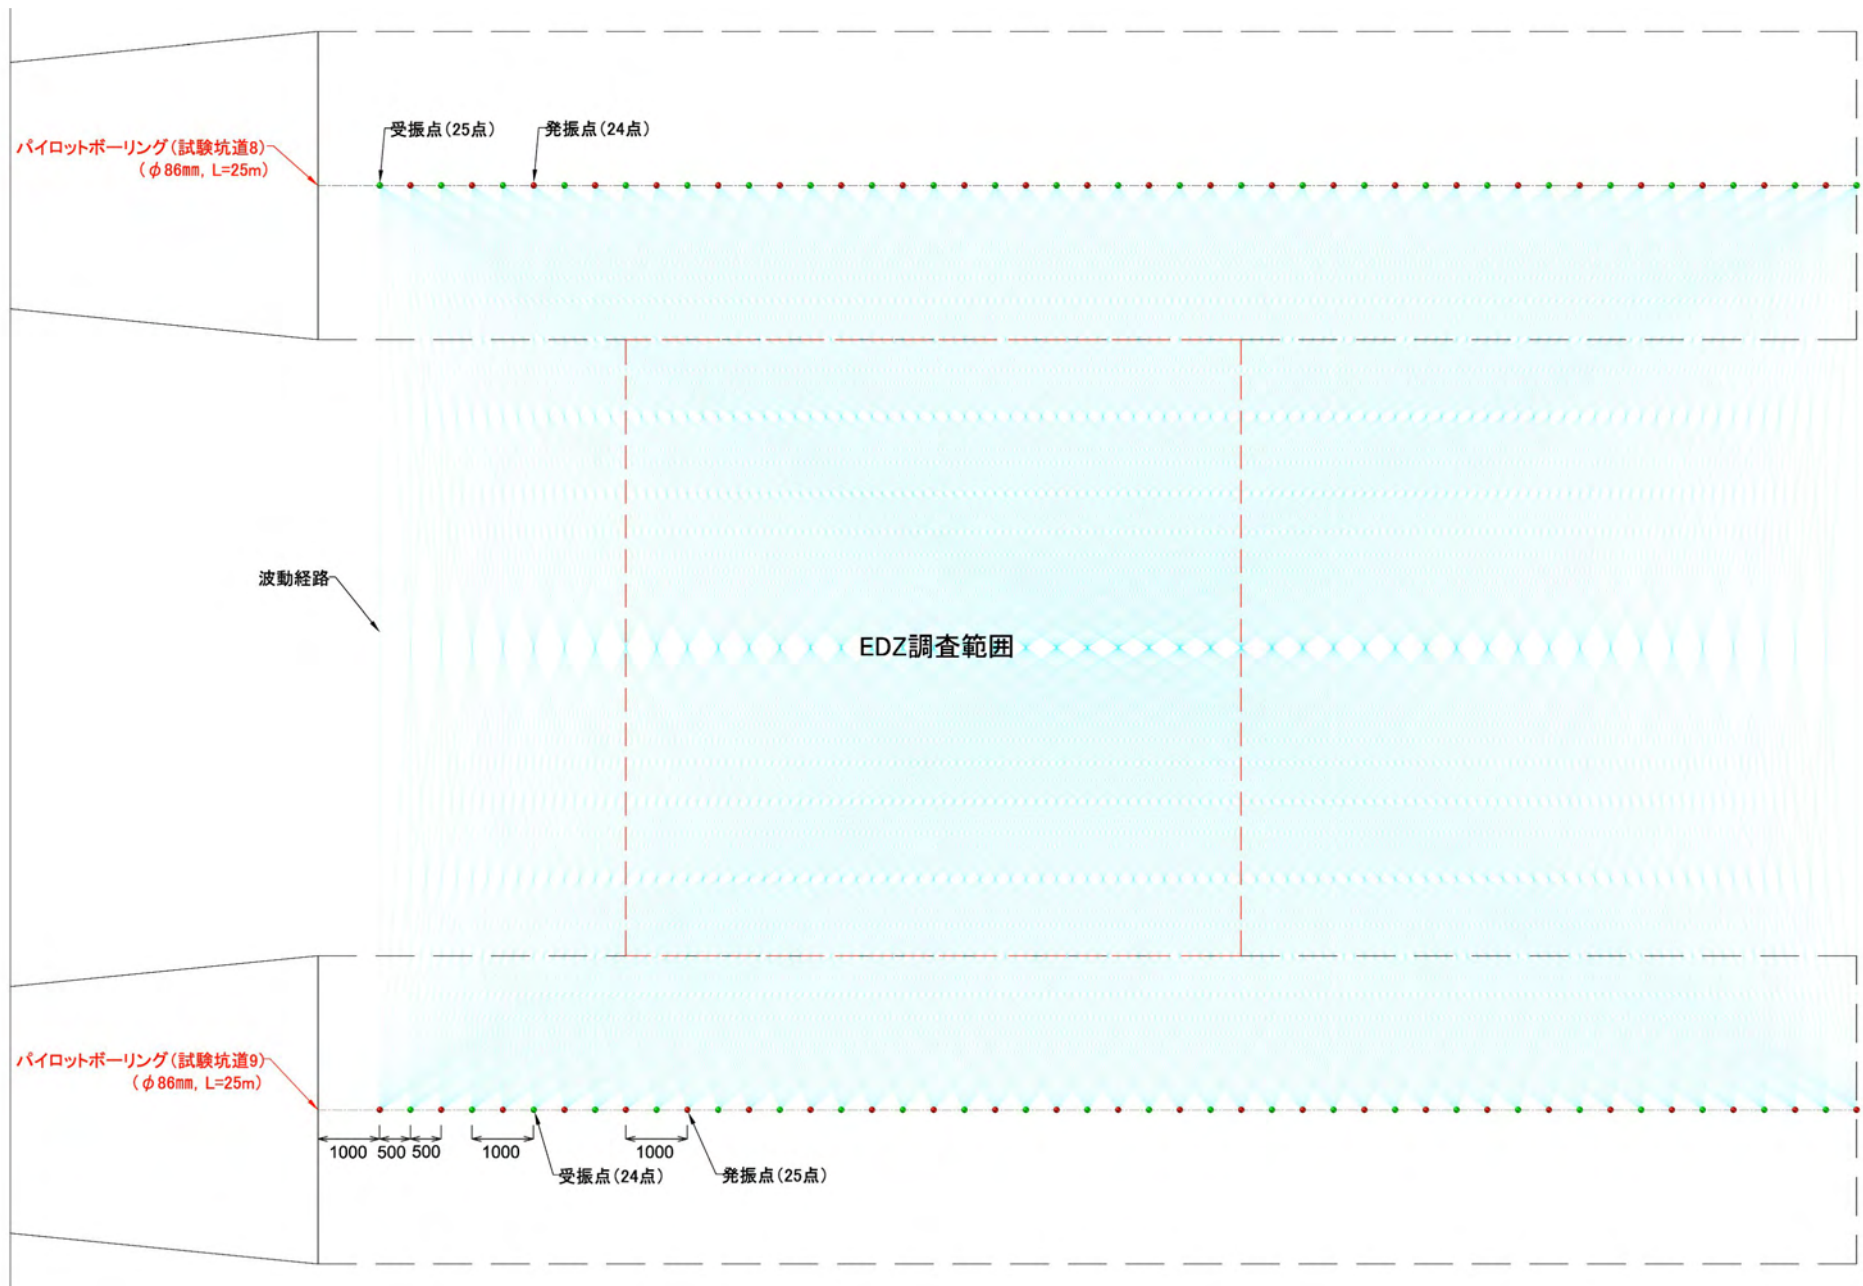 受振点(25点)
発振点(24点)
パイロットボーリング(試験坑道8)
(φ86mm, L=25m)
波動経路
EDZ調査範囲
パイロットボーリング(試験坑道9)
(φ86mm, L=25m)
1000
500
500
1000
1000
受振点(24点)
発振点(25点)